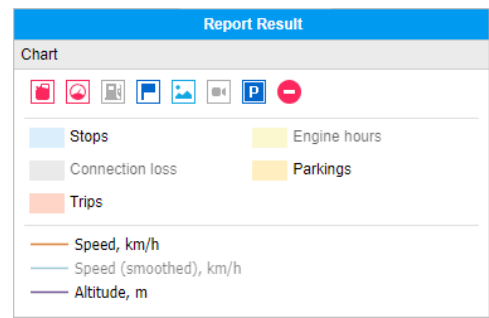 Report Result
Chart
P
Stops
Engine hours
Connection loss
Parkings
Trips
Speed, km/h
Speed (smoothed), km/h
Altitude, m